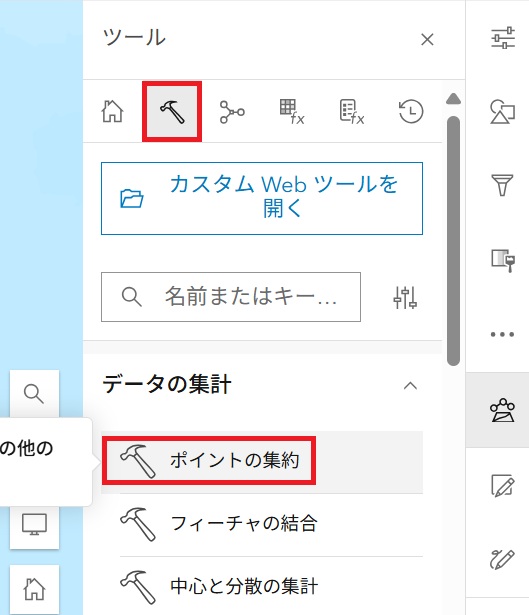 ツール
fx
fx
カスタム Web ツールを
開く
名前またはキー...
データの集計
の他の
ポイントの集約
フィーチャの結合
中心と分散の集計